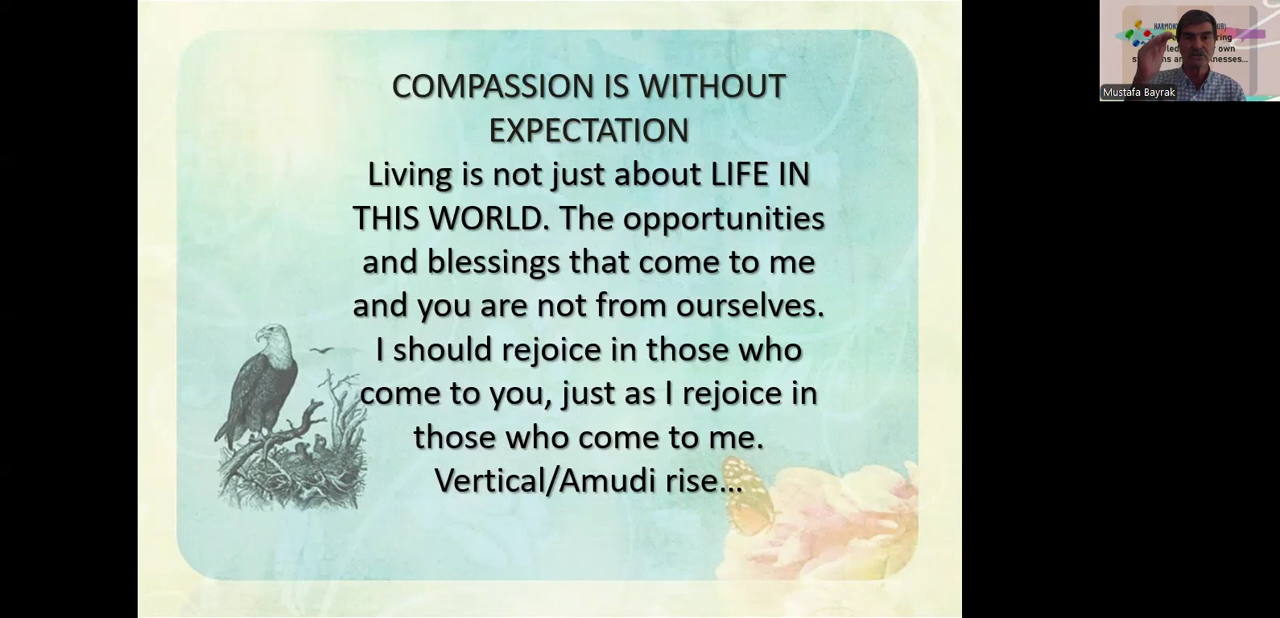 COMPASSION IS WITHOUT
EXPECTATION
Living is not just about LIFE IN
THIS WORLD. The opportunities
and blessings that come to me
and you are not from ourselves.
I should rejoice in those who
come to you, just as I rejoice in
those who come to me.
Vertical/Amudi rise...
Mustafa Bayrak